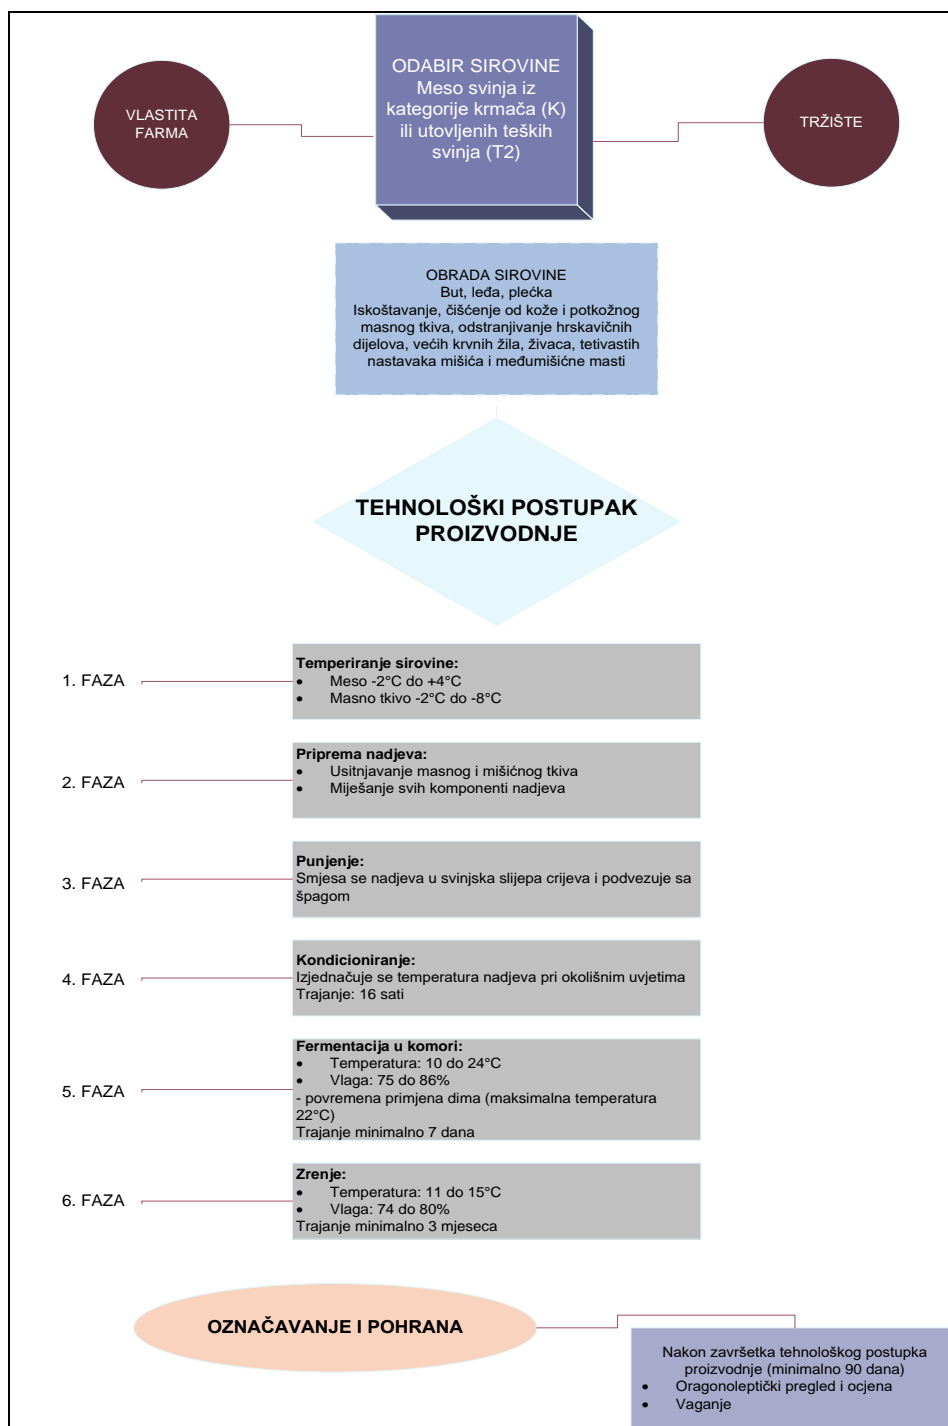 VLASTITA
FARMA
ODABIR SIROVINE
Meso svinja iz
kategorije krmača (K)
ili utovljenih teških
svinja (T2)
TRŽIŠTE
OBRADA SIROVINE
But, leđa, plećka
Iskoštavanje, čišćenje od kože i potkožnog
masnog tkiva, odstranjivanje hrskavičnih
dijelova, većih krvnih žila, živaca, tetivastih
nastavaka mišića i međumišićne masti
TEHNOLOŠKI POSTUPAK
PROIZVODNJE
1. FAZA
Temperiranje sirovine:
• Meso -2°C do +4°C
• Masno tkivo -2°C do -8°C
2. FAZA
Priprema nadjeva:
• Usitnjavanje masnog i mišićnog tkiva
• Miješanje svih komponenti nadjeva
3. FAZA
Punjenje:
Smjesa se nadjeva u svinjska slijepa crijeva i podvezuje sa
špagom
4. FAZA
Kondicioniranje:
Izjednačuje se temperatura nadjeva pri okolišnim uvjetima
Trajanje: 16 sati
5. FAZA
Fermentacija u komori:
• Temperatura: 10 do 24°C
• Vlaga: 75 do 86%
- povremena primjena dima (maksimalna temperatura
22°C)
Trajanje minimalno 7 dana
6. FAZA
Zrenje:
• Temperatura: 11 do 15°C
• Vlaga: 74 do 80%
Trajanje minimalno 3 mjeseca
OZNAČAVANJE I POHRANA
Nakon završetka tehnološkog postupka
proizvodnje (minimalno 90 dana)
• Oragonoleptički pregled i ocjena
• Vaganje